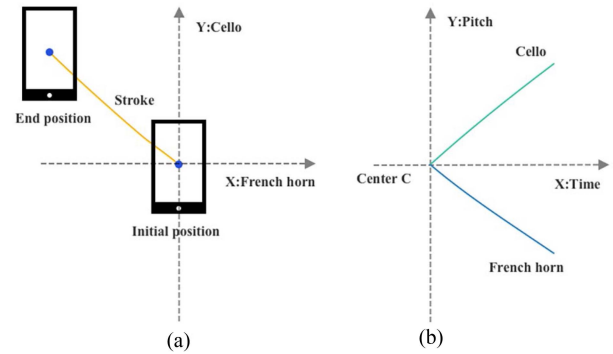 Y:Cello
Stroke
End position
X:French horn
Initial position
(a)
Y:Pitch
Cello
Center C
X:Time
French horn
(b)